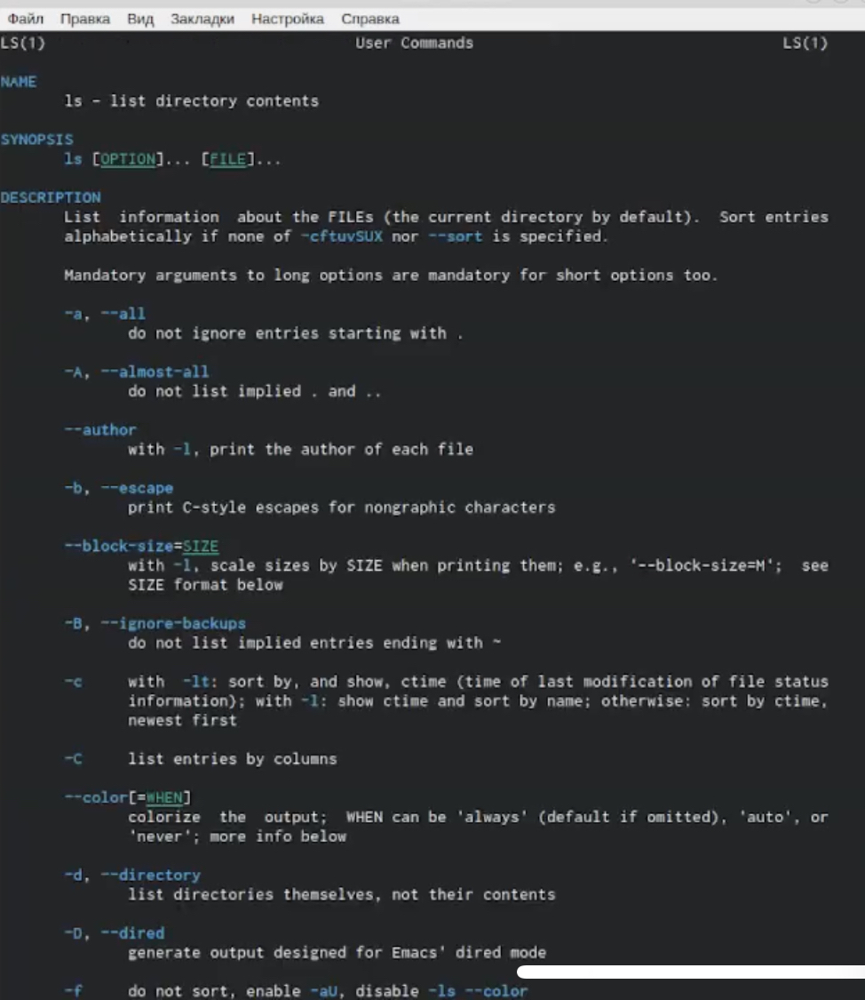 Файл Правка Вид Закладки Настройка Справка
LS(1) User Commands LS(1)
NAME
ls - list directory contents
SYNOPSIS
ls [OPTION]... [FILE]...
DESCRIPTION
List information about the FILEs (the current directory by default). Sort entries
alphabetically if none of -cftuvSUX nor --sort is specified.
Mandatory arguments to long options are mandatory for short options too.
-a, --all
do not ignore entries starting with .
-A, --almost-all
do not list implied . and ..
--author
with -l, print the author of each file
-b, --escape
print C-style escapes for nongraphic characters
--block-size=SIZE
with -l, scale sizes by SIZE when printing them; e.g., '--block-size=M'; see
SIZE format below
-B, --ignore-backups
do not list implied entries ending with ~
-c with -lt: sort by, and show, ctime (time of last modification of file status
information); with -l: show ctime and sort by name; otherwise: sort by ctime,
newest first
-C list entries by columns
--color[=WHEN]
colorize the output; WHEN can be 'always' (default if omitted), 'auto', or
'never'; more info below
-d, --directory
list directories themselves, not their contents
-D, --dired
generate output designed for Emacs' dired mode
-f do not sort, enable -aU, disable -ls --color